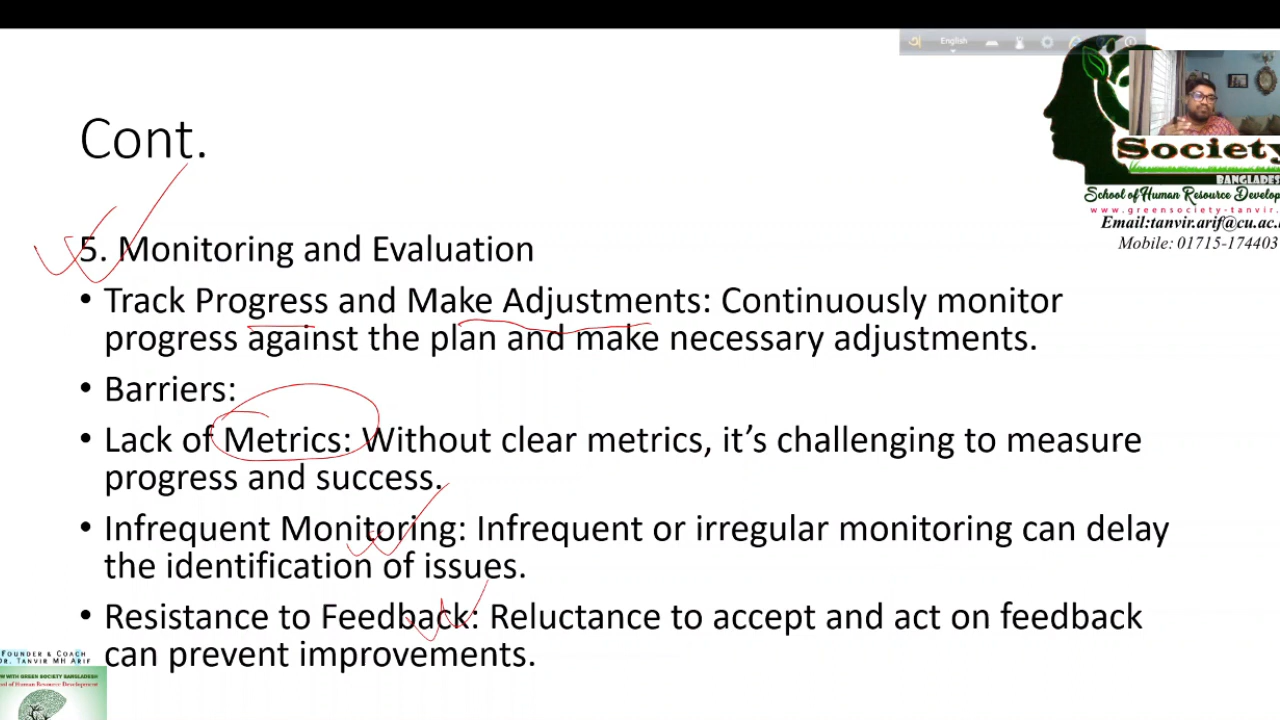 অ English
Cont.
Society
BANGLADES
School of Human Resource Develop
www.greensociety-tanvir.
Email:tanvir.arif@cu.ac.
Mobile: 01715-174403
5. Monitoring and Evaluation
• Track Progress and Make Adjustments: Continuously monitor
progress against the plan and make necessary adjustments.
• Barriers:
• Lack of Metrics: Without clear metrics, it’s challenging to measure
progress and success.
• Infrequent Monitoring: Infrequent or irregular monitoring can delay
the identification of issues.
• Resistance to Feedback: Reluctance to accept and act on feedback
can prevent improvements.
FOUNDER & COACH
DR. TANVIR MH ARIF
OW WITH GREEN SOCIETY BANGLADESH
ool of Human Resource Development